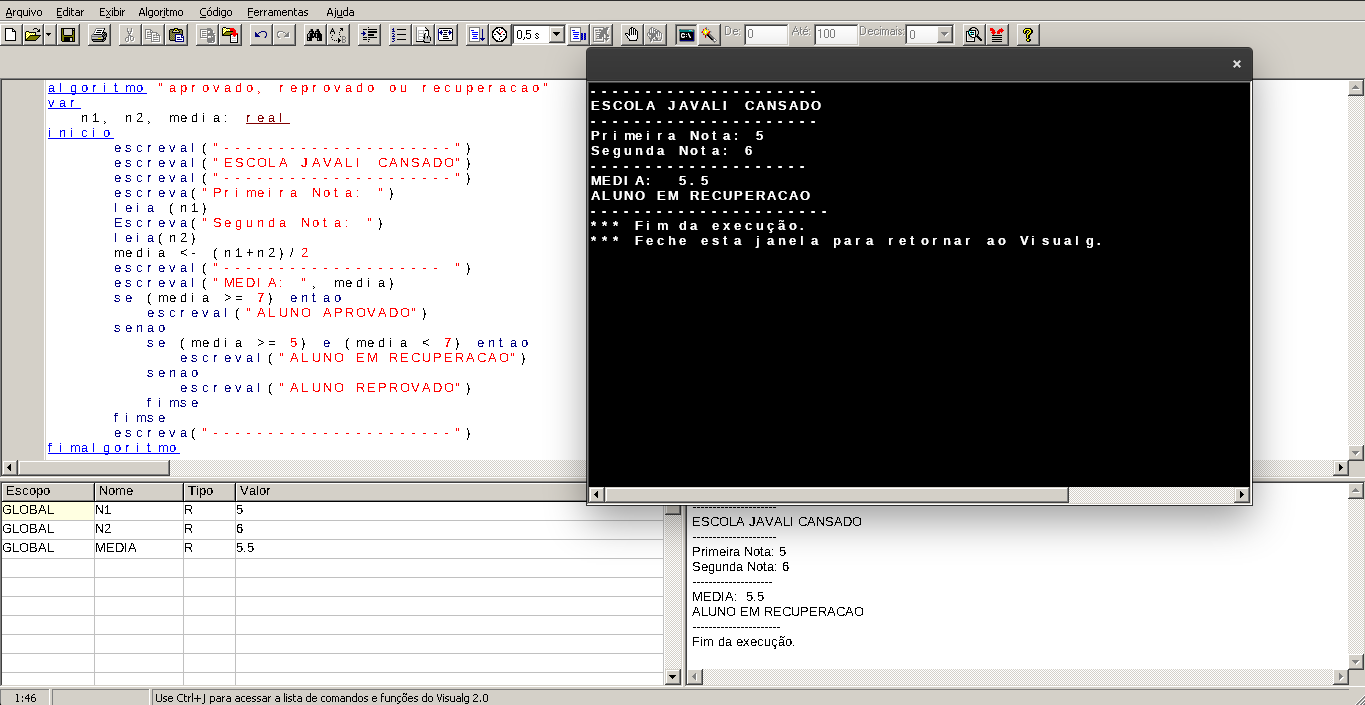 Arquivo Editar Exibir Algoritmo Código Ferramentas Ajuda
0,5 s De: 0 Até: 100 Decimais: 0
algoritmo "aprovado, reprovado ou recuperacao"
var
n1, n2, media: real
inicio
escreval("---------------------")
escreval("ESCOLA JAVALI CANSADO")
escreval("---------------------")
escreva("Primeira Nota: ")
leia (n1)
Escreva("Segunda Nota: ")
leia(n2)
media <- (n1+n2)/2
escreval("-------------------- ")
escreval("MEDIA: ", media)
se (media >= 7) entao
escreval("ALUNO APROVADO")
senao
se (media >= 5) e (media < 7) entao
escreval("ALUNO EM RECUPERACAO")
senao
escreval("ALUNO REPROVADO")
fimse
fimse
escreva("----------------------")
fimalgoritmo
---------------------
ESCOLA JAVALI CANSADO
---------------------
Primeira Nota: 5
Segunda Nota: 6
--------------------
MEDIA: 5.5
ALUNO EM RECUPERACAO
----------------------
*** Fim da execução.
*** Feche esta janela para retornar ao Visualg.
Escopo Nome Tipo Valor
GLOBAL N1 R 5
GLOBAL N2 R 6
GLOBAL MEDIA R 5.5
---------------------
ESCOLA JAVALI CANSADO
---------------------
Primeira Nota: 5
Segunda Nota: 6
--------------------
MEDIA: 5.5
ALUNO EM RECUPERACAO
----------------------
Fim da execução.
1:46 Use Ctrl+J para acessar a lista de comandos e funções do Visualg 2.0